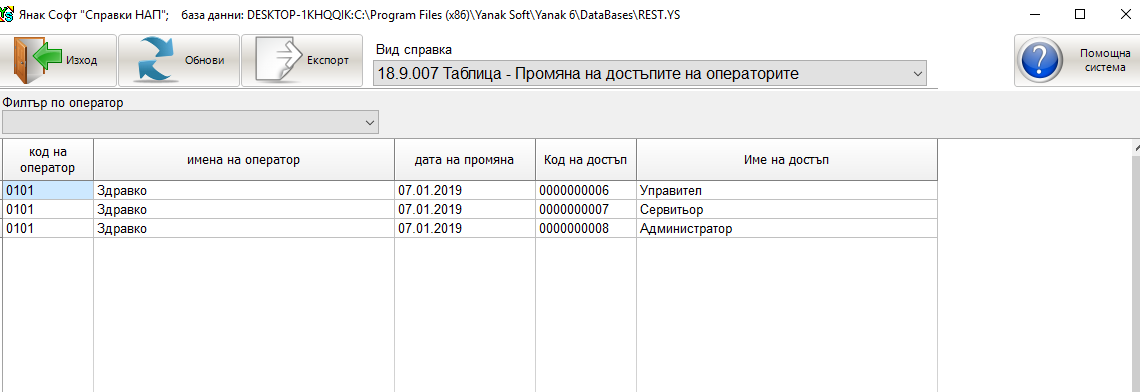 Янак Софт "Справки НАП"; база данни: DESKTOP-1KHQQIK:C:\Program Files (x86)\Yanak Soft\Yanak 6\DataBases\REST.YS
Изход
Обнови
Експорт
Вид справка
18.9.007 Таблица - Промяна на достъпите на операторите
Помощна
система
Филтър по оператор
код на
оператор
имена на оператор
дата на промяна
Код на достъп
Име на достъп
0101 Здравко 07.01.2019 0000000006 Управител
0101 Здравко 07.01.2019 0000000007 Сервитьор
0101 Здравко 07.01.2019 0000000008 Администратор